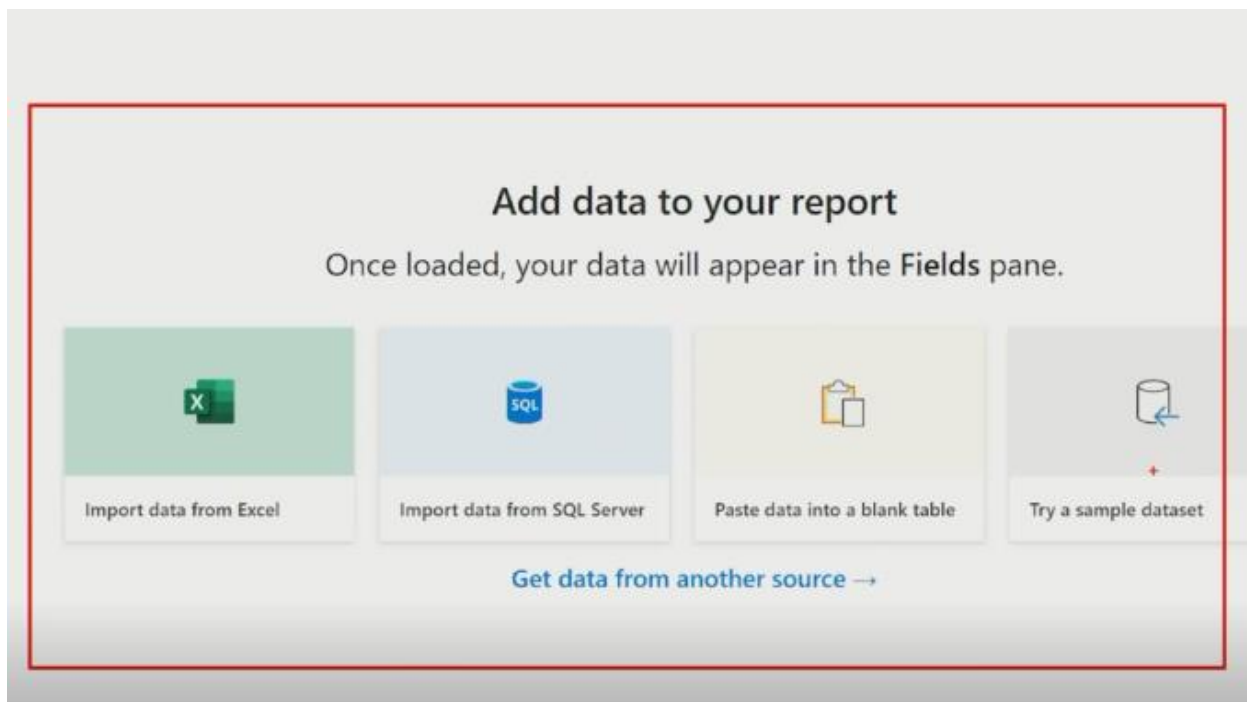 Add data to your report
Once loaded, your data will appear in the Fields pane.
X
SQL
Import data from Excel
Import data from SQL Server
Paste data into a blank table
Try a sample dataset
Get data from another source →